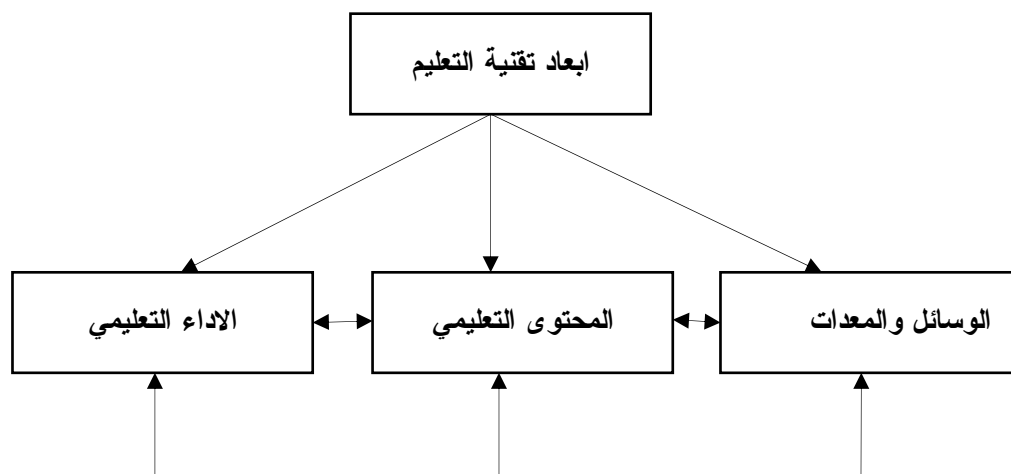 ابعاد تقنية التعليم
الوسائل والمعدات
المحتوى التعليمي
الاداء التعليمي